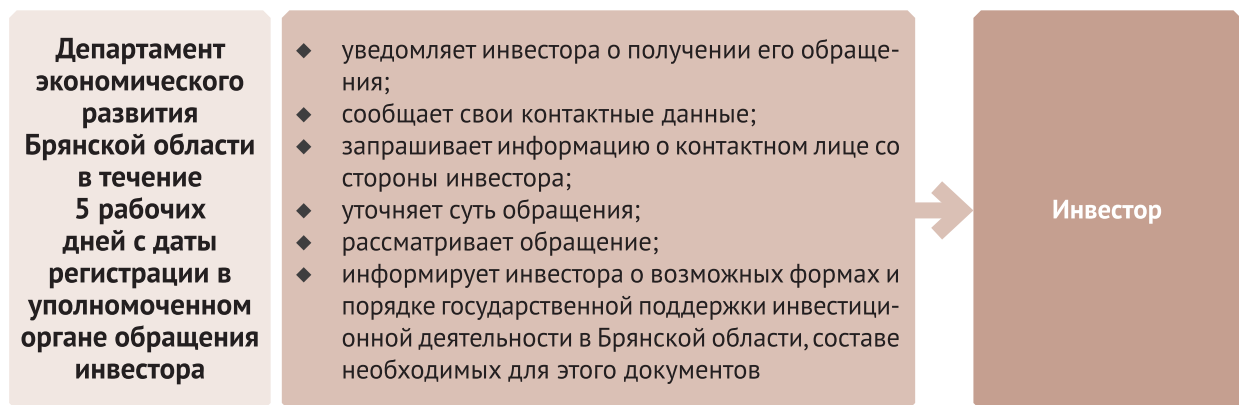 Департамент
экономического
развития
Брянской области
в течение
5 рабочих
дней с даты
регистрации в
уполномоченном
органе обращения
инвестора
◆ уведомляет инвестора о получении его обраще-
ния;
◆ сообщает свои контактные данные;
◆ запрашивает информацию о контактном лице со
стороны инвестора;
◆ уточняет суть обращения;
◆ рассматривает обращение;
◆ информирует инвестора о возможных формах и
порядке государственной поддержки инвестици-
онной деятельности в Брянской области, составе
необходимых для этого документов
Инвестор